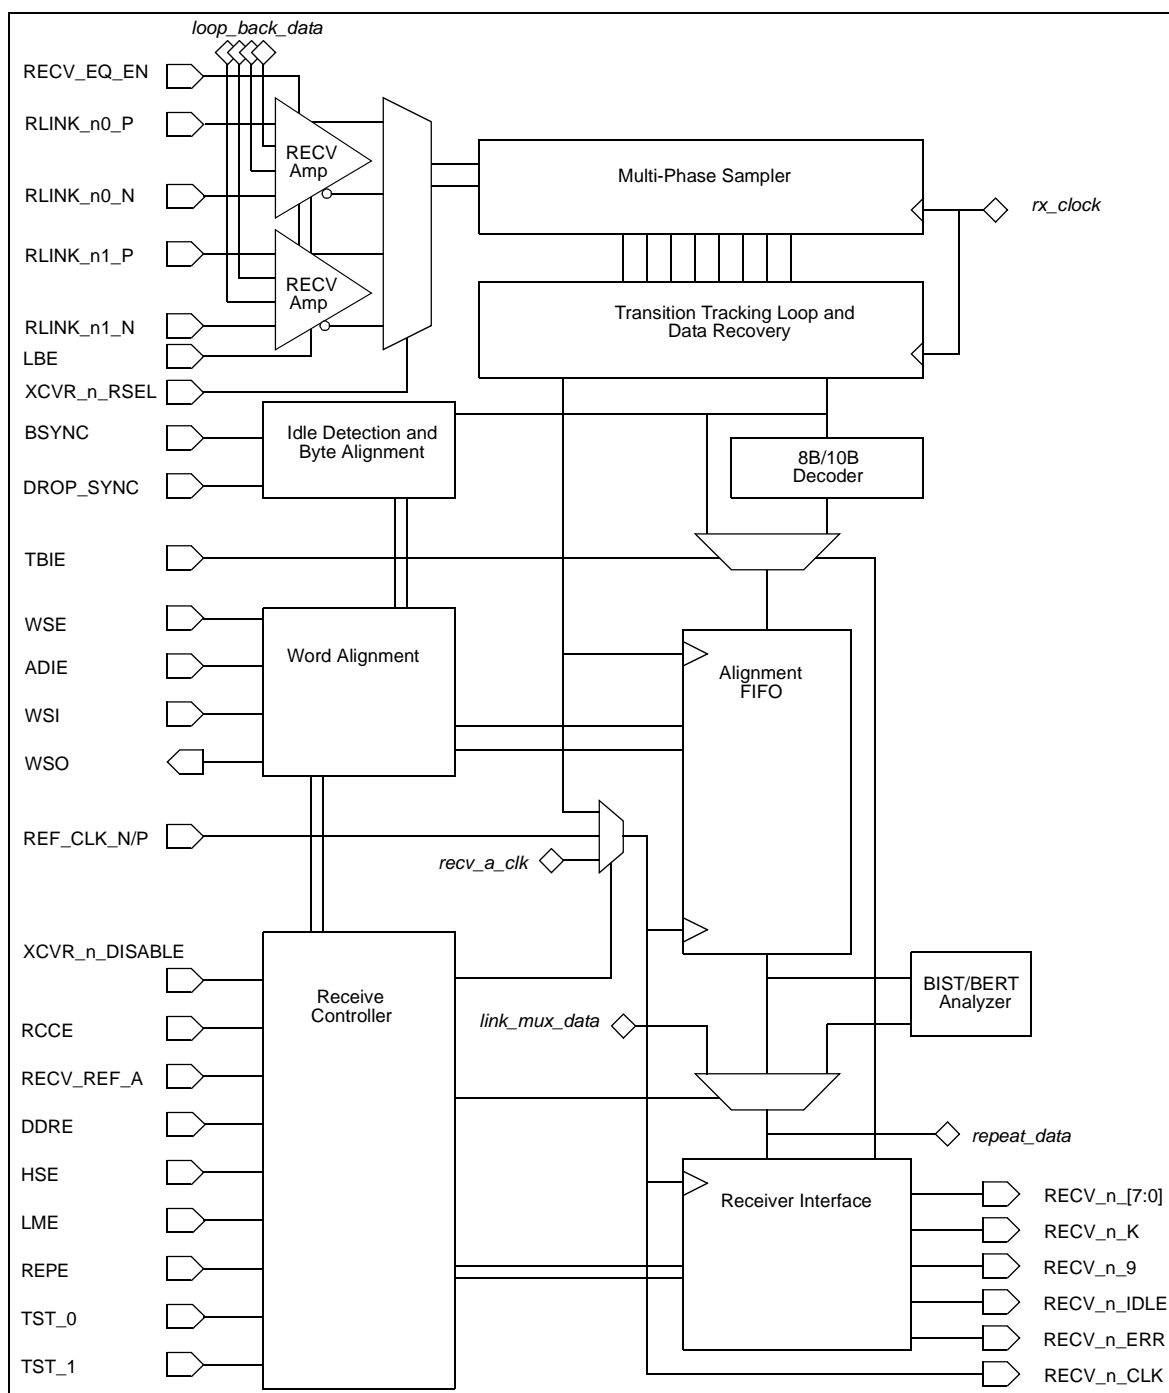 loop_back_data
RECV_EQ_EN
RLINK_n0_P
RECV
Amp
RLINK_n0_N
Multi-Phase Sampler
rx_clock
RLINK_n1_P
RECV
Amp
RLINK_n1_N
Transition Tracking Loop and
Data Recovery
LBE
XCVR_n_RSEL
BSYNC
Idle Detection and
Byte Alignment
8B/10B
Decoder
DROP_SYNC
TBIE
WSE
Word Alignment
ADIE
Alignment
FIFO
WSI
WSO
REF_CLK_N/P
recv_a_clk
XCVR_n_DISABLE
Receive
Controller
BIST/BERT
Analyzer
link_mux_data
RCCE
RECV_REF_A
DDRE
repeat_data
HSE
Receiver Interface
RECV_n_[7:0]
LME
RECV_n_K
REPE
RECV_n_9
TST_0
RECV_n_IDLE
RECV_n_ERR
TST_1
RECV_n_CLK